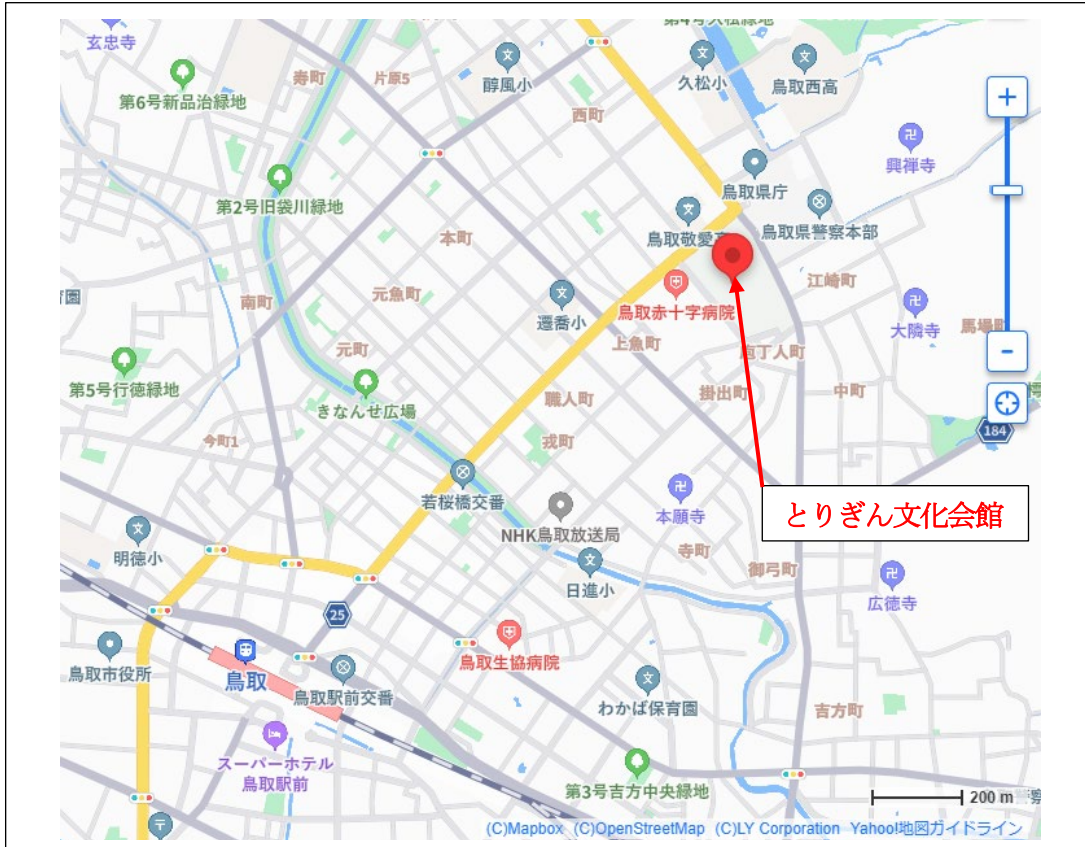 第4号久松緑地
玄忠寺
寿町
片原5
醇風小
久松小
鳥取西高
第6号新品治緑地
西町
興禅寺
鳥取県庁
第2号旧袋川緑地
本町
鳥取敬愛高
鳥取県警察本部
南町
元魚町
江崎町
遷喬小
鳥取赤十字病院
大隣寺
馬場町
元町
上魚町
庖丁人町
第5号行徳緑地
きなんせ広場
職人町
掛出町
中町
今町1
戎町
184
若桜橋交番
本願寺
とりぎん文化会館
NHK鳥取放送局
寺町
明徳小
日進小
御弓町
広徳寺
25
鳥取市役所
鳥取
鳥取駅前交番
鳥取生協病院
わかば保育園
吉方町
スーパーホテル
鳥取駅前
第3号吉方中央緑地
200 m
(C)Mapbox (C)OpenStreetMap (C)LY Corporation Yahoo!地図ガイドライン